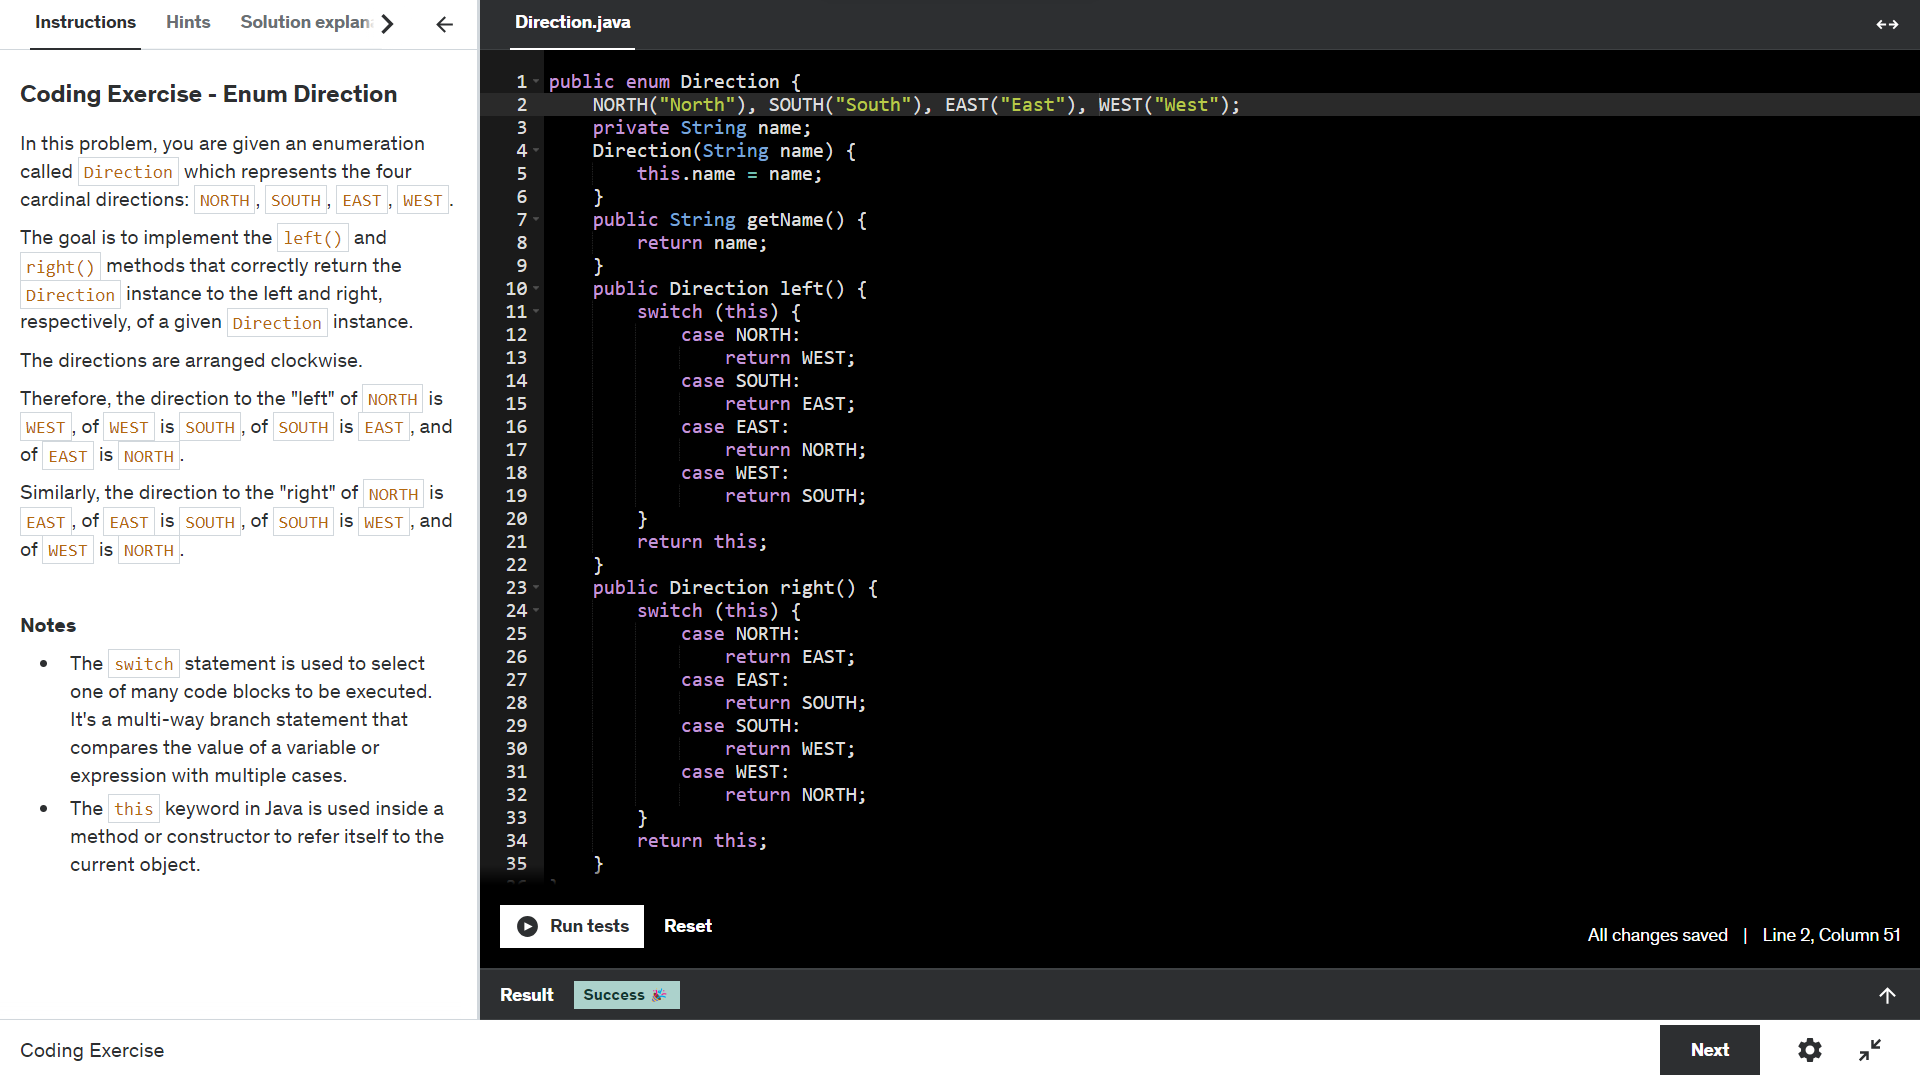 Instructions Hints Solution explan
Coding Exercise - Enum Direction
In this problem, you are given an enumeration
called Direction which represents the four
cardinal directions: NORTH, SOUTH, EAST, WEST.
The goal is to implement the left() and
right() methods that correctly return the
Direction instance to the left and right,
respectively, of a given Direction instance.
The directions are arranged clockwise.
Therefore, the direction to the "left" of NORTH is
WEST, of WEST is SOUTH, of SOUTH is EAST, and
of EAST is NORTH.
Similarly, the direction to the "right" of NORTH is
EAST, of EAST is SOUTH, of SOUTH is WEST, and
of WEST is NORTH.
Notes
• The switch statement is used to select
one of many code blocks to be executed.
It's a multi-way branch statement that
compares the value of a variable or
expression with multiple cases.
• The this keyword in Java is used inside a
method or constructor to refer itself to the
current object.
Direction.java
1 public enum Direction {
2     NORTH("North"), SOUTH("South"), EAST("East"), WEST("West");
3     private String name;
4     Direction(String name) {
5         this.name = name;
6     }
7     public String getName() {
8         return name;
9     }
10     public Direction left() {
11         switch (this) {
12             case NORTH:
13                 return WEST;
14             case SOUTH:
15                 return EAST;
16             case EAST:
17                 return NORTH;
18             case WEST:
19                 return SOUTH;
20         }
21         return this;
22     }
23     public Direction right() {
24         switch (this) {
25             case NORTH:
26                 return EAST;
27             case EAST:
28                 return SOUTH;
29             case SOUTH:
30                 return WEST;
31             case WEST:
32                 return NORTH;
33         }
34         return this;
35     }
Run tests Reset
All changes saved | Line 2, Column 51
Result Success 🎉
Coding Exercise
Next